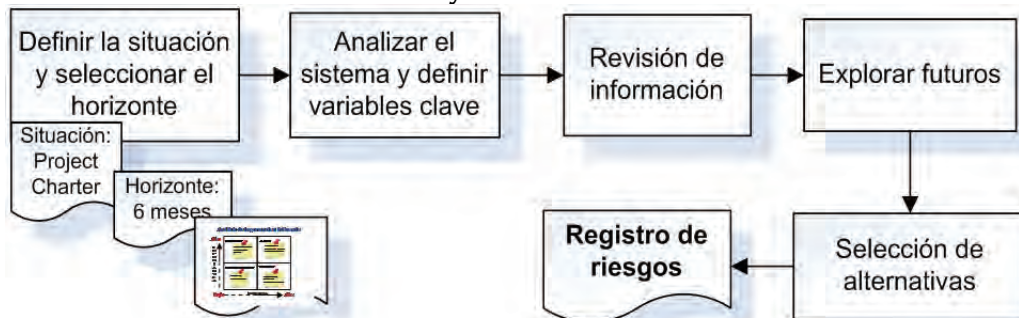 y
Definir la situación
y seleccionar el
horizonte
Analizar el
sistema y definir
variables clave
Revisión de
información
Explorar futuros
Situación:
Project
Charter
Horizonte:
6 meses
Registro de
riesgos
Selección de
alternativas